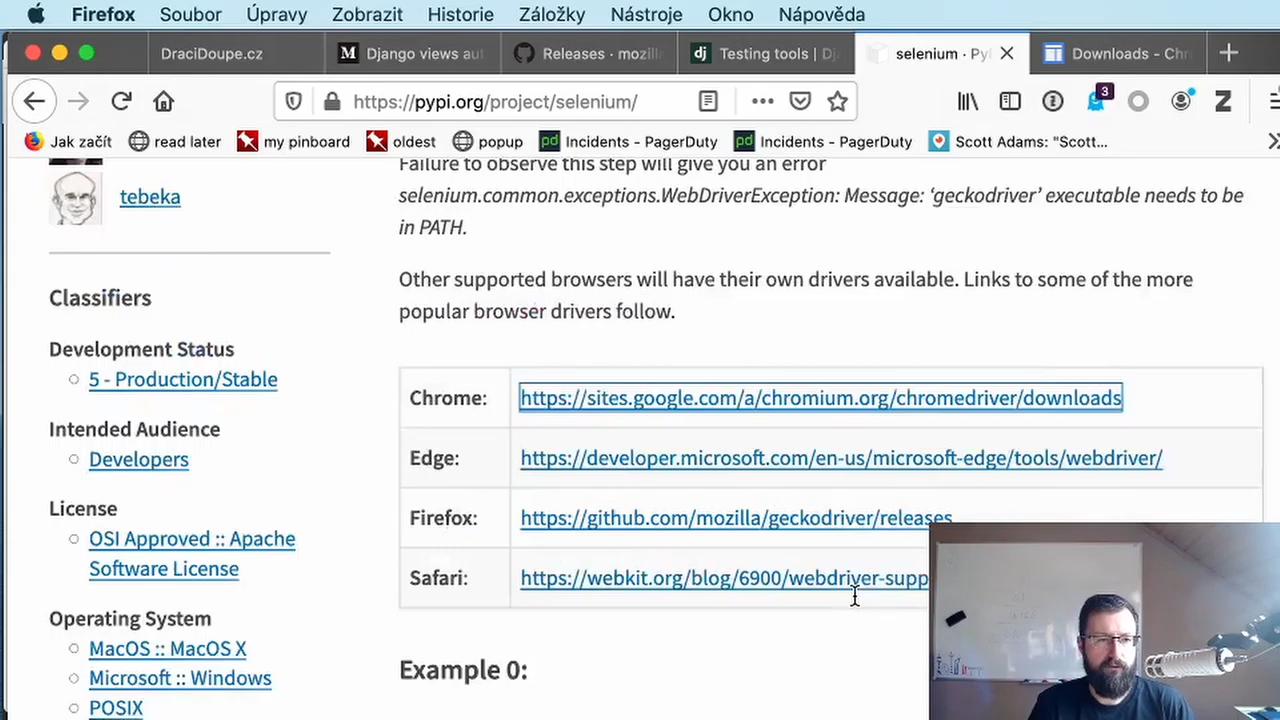 Firefox Soubor Úpravy Zobrazit Historie Záložky Nástroje Okno Nápověda
DraciDoupe.cz Django views aut Releases · mozill Testing tools | Dj selenium · PyI Downloads - Chr
https://pypi.org/project/selenium/ 3
Jak začít read later my pinboard oldest popup Incidents - PagerDuty Incidents - PagerDuty Scott Adams: "Scott...
Failure to observe this step will give you an error
selenium.common.exceptions.WebDriverException: Message: ‘geckodriver’ executable needs to be
in PATH.
tebeka
Other supported browsers will have their own drivers available. Links to some of the more
popular browser drivers follow.
Chrome: https://sites.google.com/a/chromium.org/chromedriver/downloads
Edge: https://developer.microsoft.com/en-us/microsoft-edge/tools/webdriver/
Firefox: https://github.com/mozilla/geckodriver/releases
Safari: https://webkit.org/blog/6900/webdriver-supp
Example 0:
Classifiers
Development Status
5 - Production/Stable
Intended Audience
Developers
License
OSI Approved :: Apache
Software License
Operating System
MacOS :: MacOS X
Microsoft :: Windows
POSIX